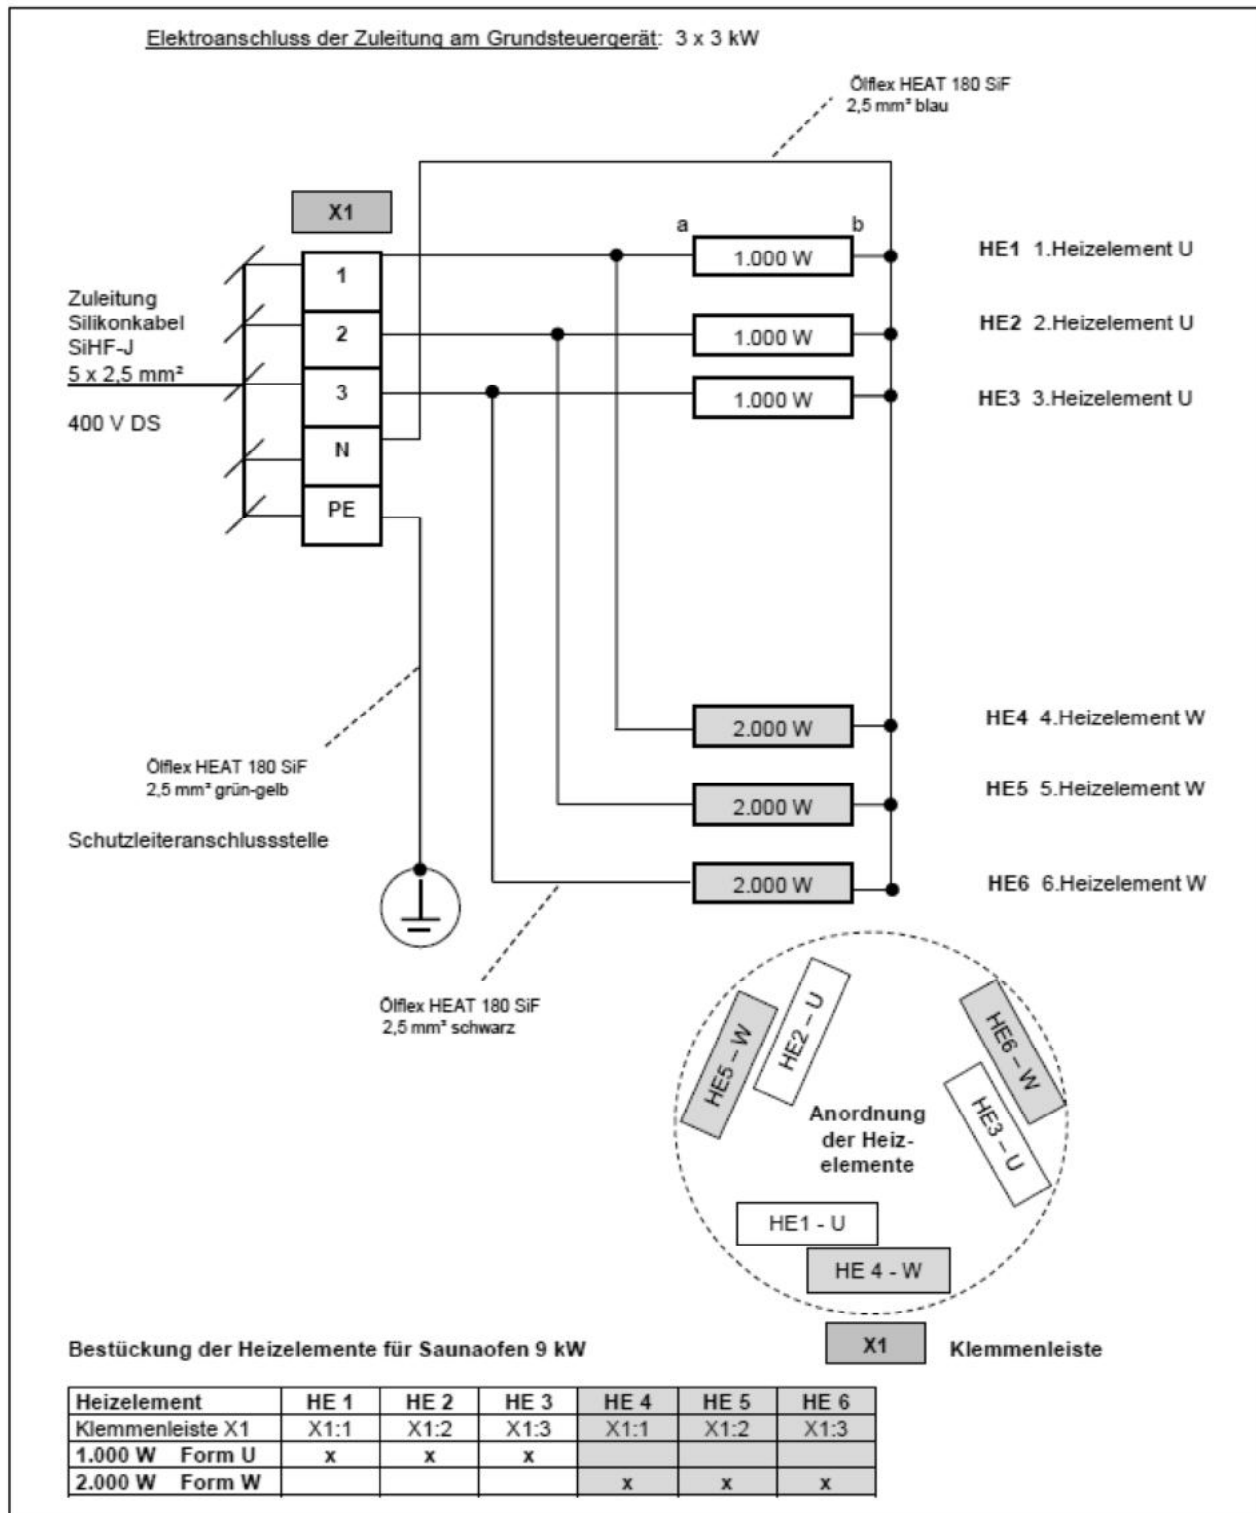 Elektroanschluss der Zuleitung am Grundsteuergerät: 3 x 3 kW
Ölflex HEAT 180 SiF
2,5 mm² blau
X1
a
b
1
1.000 W
HE1 1.Heizelement U
Zuleitung
Silikonkabel
SiHF-J
5 x 2,5 mm²
400 V DS
2
1.000 W
HE2 2.Heizelement U
3
1.000 W
HE3 3.Heizelement U
N
PE
2.000 W
HE4 4.Heizelement W
2.000 W
HE5 5.Heizelement W
2.000 W
HE6 6.Heizelement W
Ölflex HEAT 180 SiF
2,5 mm² grün-gelb
Schutzleiteranschlussstelle
Ölflex HEAT 180 SiF
2,5 mm² schwarz
HE5 – W
HE2 – U
HE6 – W
HE3 – U
Anordnung
der Heiz-
elemente
HE1 - U
HE 4 - W
X1 Klemmenleiste
Bestückung der Heizelemente für Saunaofen 9 kW
Heizelement HE 1 HE 2 HE 3 HE 4 HE 5 HE 6
Klemmenleiste X1 X1:1 X1:2 X1:3 X1:1 X1:2 X1:3
1.000 W Form U x x x
2.000 W Form W x x x